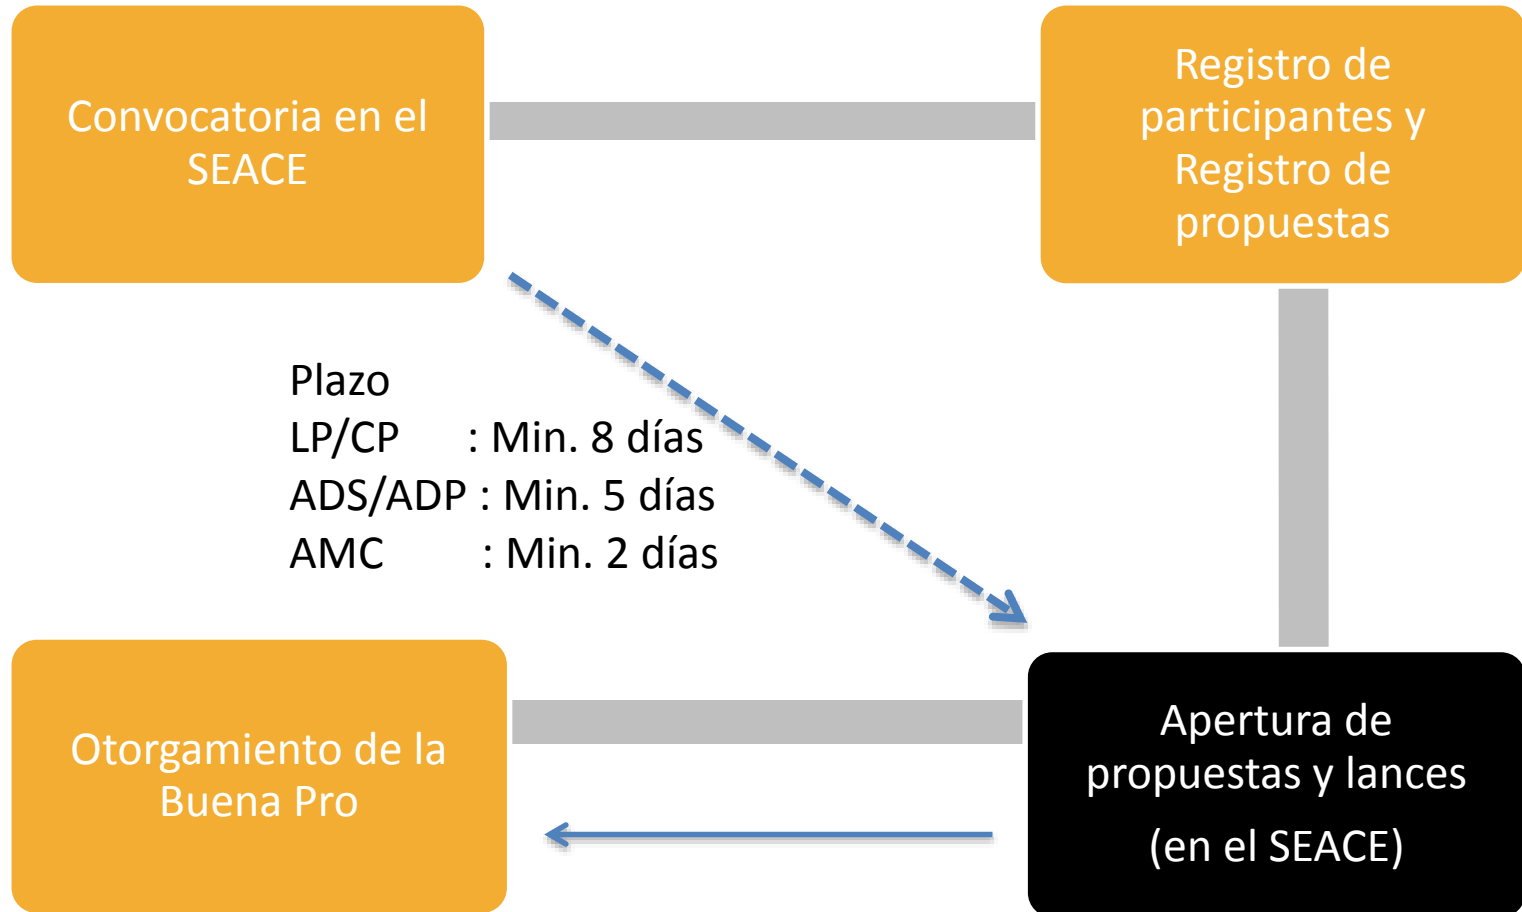 Convocatoria en el
SEACE
Registro de
participantes y
Registro de
propuestas
Plazo
LP/CP : Min. 8 días
ADS/ADP : Min. 5 días
AMC : Min. 2 días
Otorgamiento de la
Buena Pro
Apertura de
propuestas y lances
(en el SEACE)